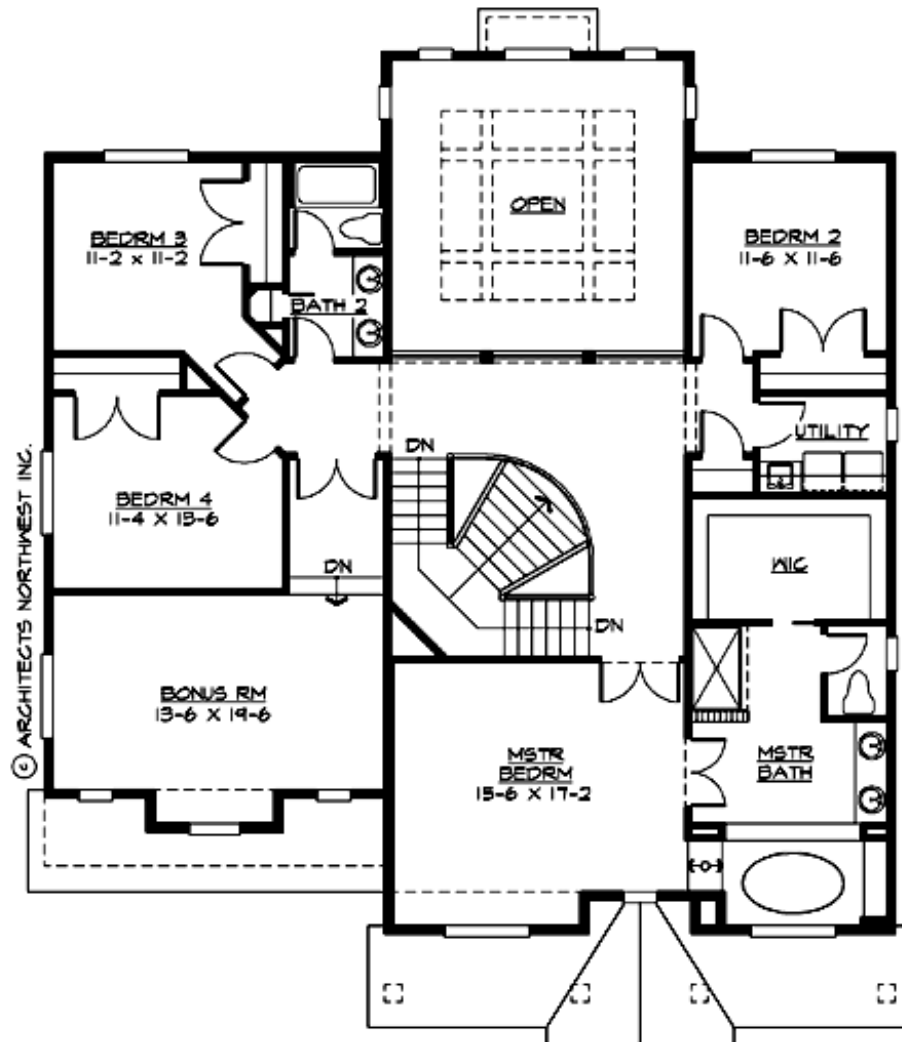 OPEN
BEDRM 3
11-2 x 11-2
BEDRM 2
11-6 X 11-6
BATH 2
DN
UTILITY
BEDRM 4
11-4 X 13-6
WIC
DN
DN
BONUS RM
13-6 X 19-6
MSTR
BEDRM
15-6 X 17-2
MSTR
BATH
© ARCHITECTS NORTHWEST INC.